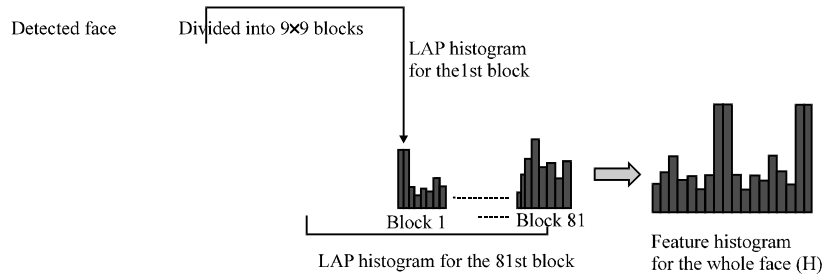 Detected face
Divided into 9×9 blocks
LAP histogram
for the1st block
Block 1
Block 81
LAP histogram for the 81st block
Feature histogram
for the whole face (H)